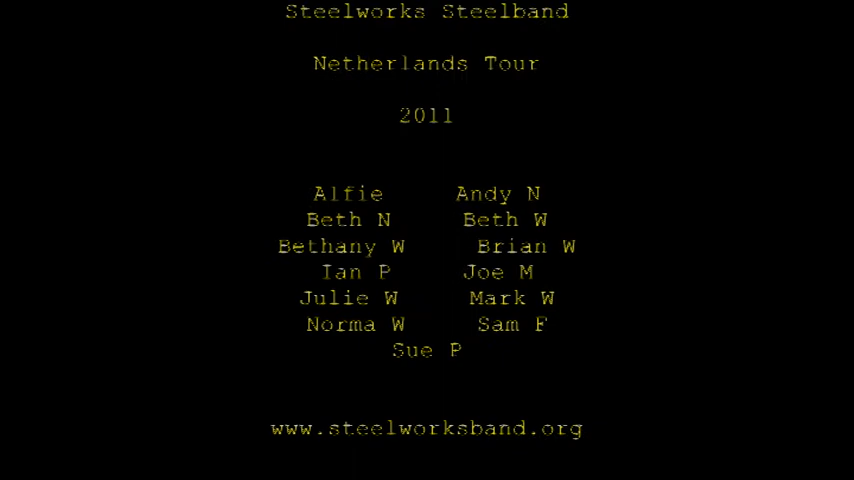 Steelworks Steelband
Netherlands Tour
2011
Alfie Andy N
Beth N Beth W
Bethany W Brian W
Ian P Joe M
Julie W Mark W
Norma W Sam F
Sue P
www.steelworksband.org